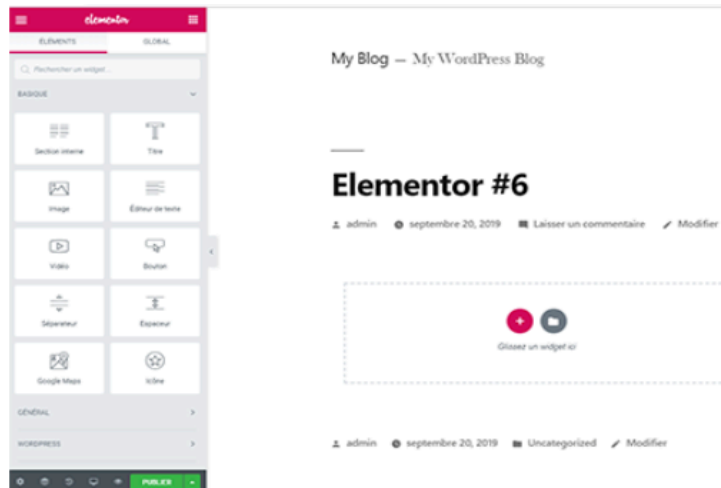 elementor
ÉLÉMENTS GLOBAL
Rechercher un widget...
BASIQUE
Section interne Titre
Image Éditeur de texte
Vidéo Bouton
Séparateur Espaceur
Google Maps Icône
GÉNÉRAL
WORDPRESS
PUBLIER
My Blog — My WordPress Blog
Elementor #6
admin septembre 20, 2019 Laisser un commentaire Modifier
Glissez un widget ici
admin septembre 20, 2019 Uncategorized Modifier